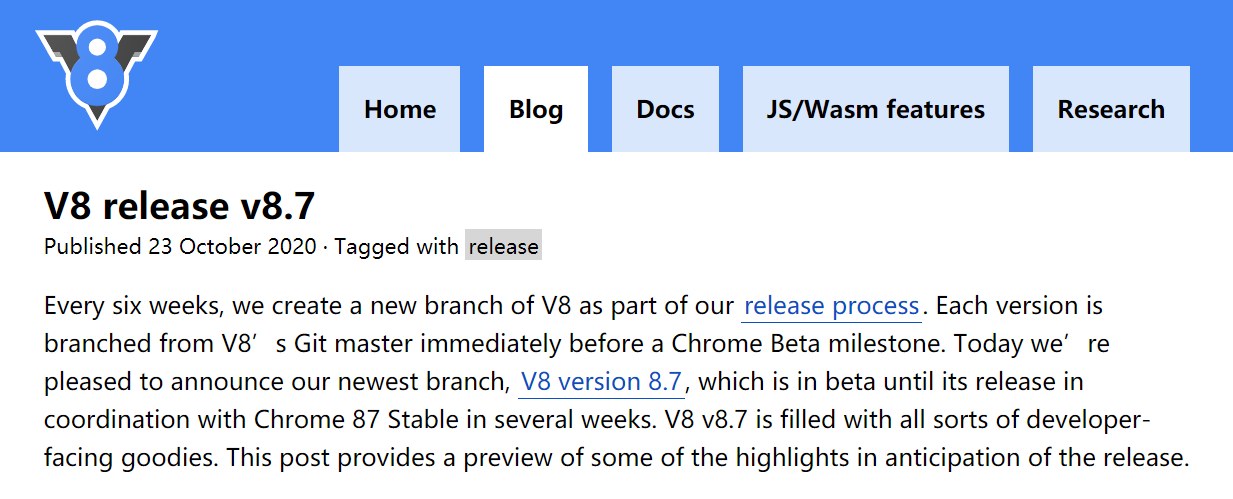 Home Blog Docs JS/Wasm features Research
V8 release v8.7
Published 23 October 2020 · Tagged with release
Every six weeks, we create a new branch of V8 as part of our release process. Each version is
branched from V8’s Git master immediately before a Chrome Beta milestone. Today we’re
pleased to announce our newest branch, V8 version 8.7, which is in beta until its release in
coordination with Chrome 87 Stable in several weeks. V8 v8.7 is filled with all sorts of developer-
facing goodies. This post provides a preview of some of the highlights in anticipation of the release.